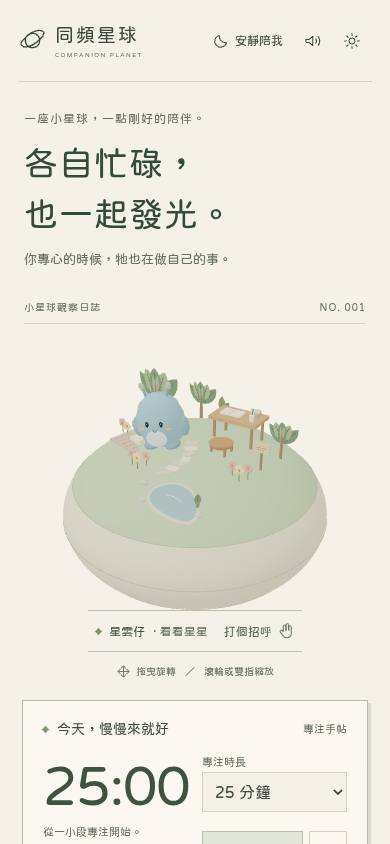 同頻星球
COMPANION PLANET
安靜陪我
一座小星球，一點剛好的陪伴。
各自忙碌，
也一起發光。
你專心的時候，牠也在做自己的事。
小星球觀察日誌 NO. 001
星雲仔 · 看看星星 打個招呼
拖曳旋轉 ／ 滾輪或雙指縮放
今天，慢慢來就好 專注手帖
25:00
專注時長
25 分鐘
從一小段專注開始。